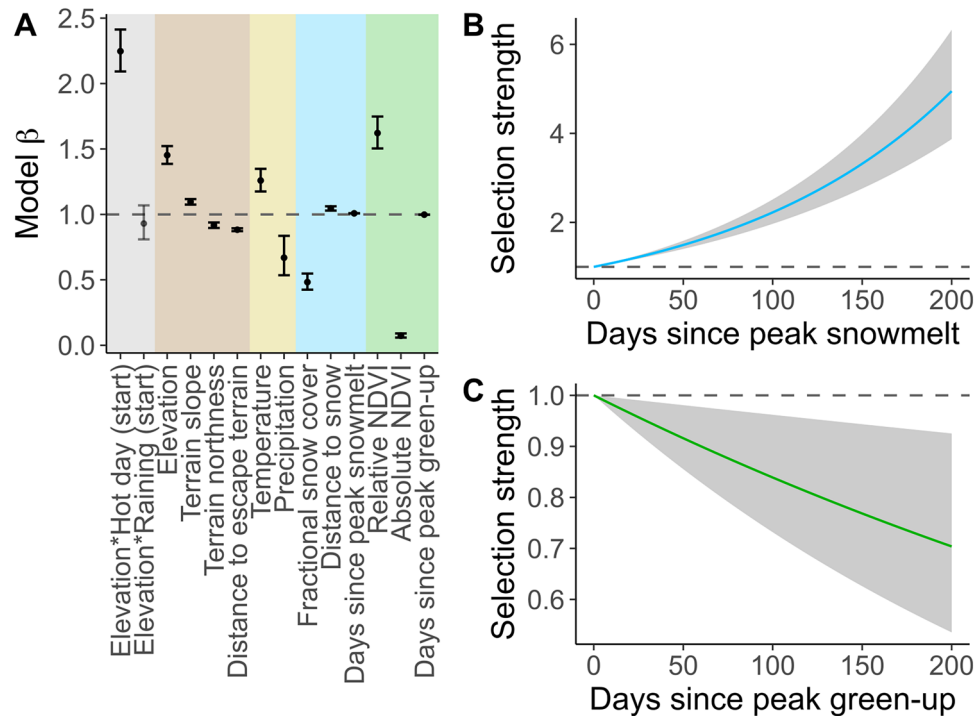 A
Model β
2.5
2.0
1.5
1.0
0.5
0.0
Elevation*Hot day (start)
Elevation*Raining (start)
Elevation
Terrain slope
Terrain northness
Distance to escape terrain
Temperature
Precipitation
Fractional snow cover
Distance to snow
Days since peak snowmelt
Relative NDVI
Absolute NDVI
Days since peak green-up
B
Selection strength
6
4
2
0 50 100 150 200
Days since peak snowmelt
C
Selection strength
1.0
0.9
0.8
0.7
0.6
0 50 100 150 200
Days since peak green-up